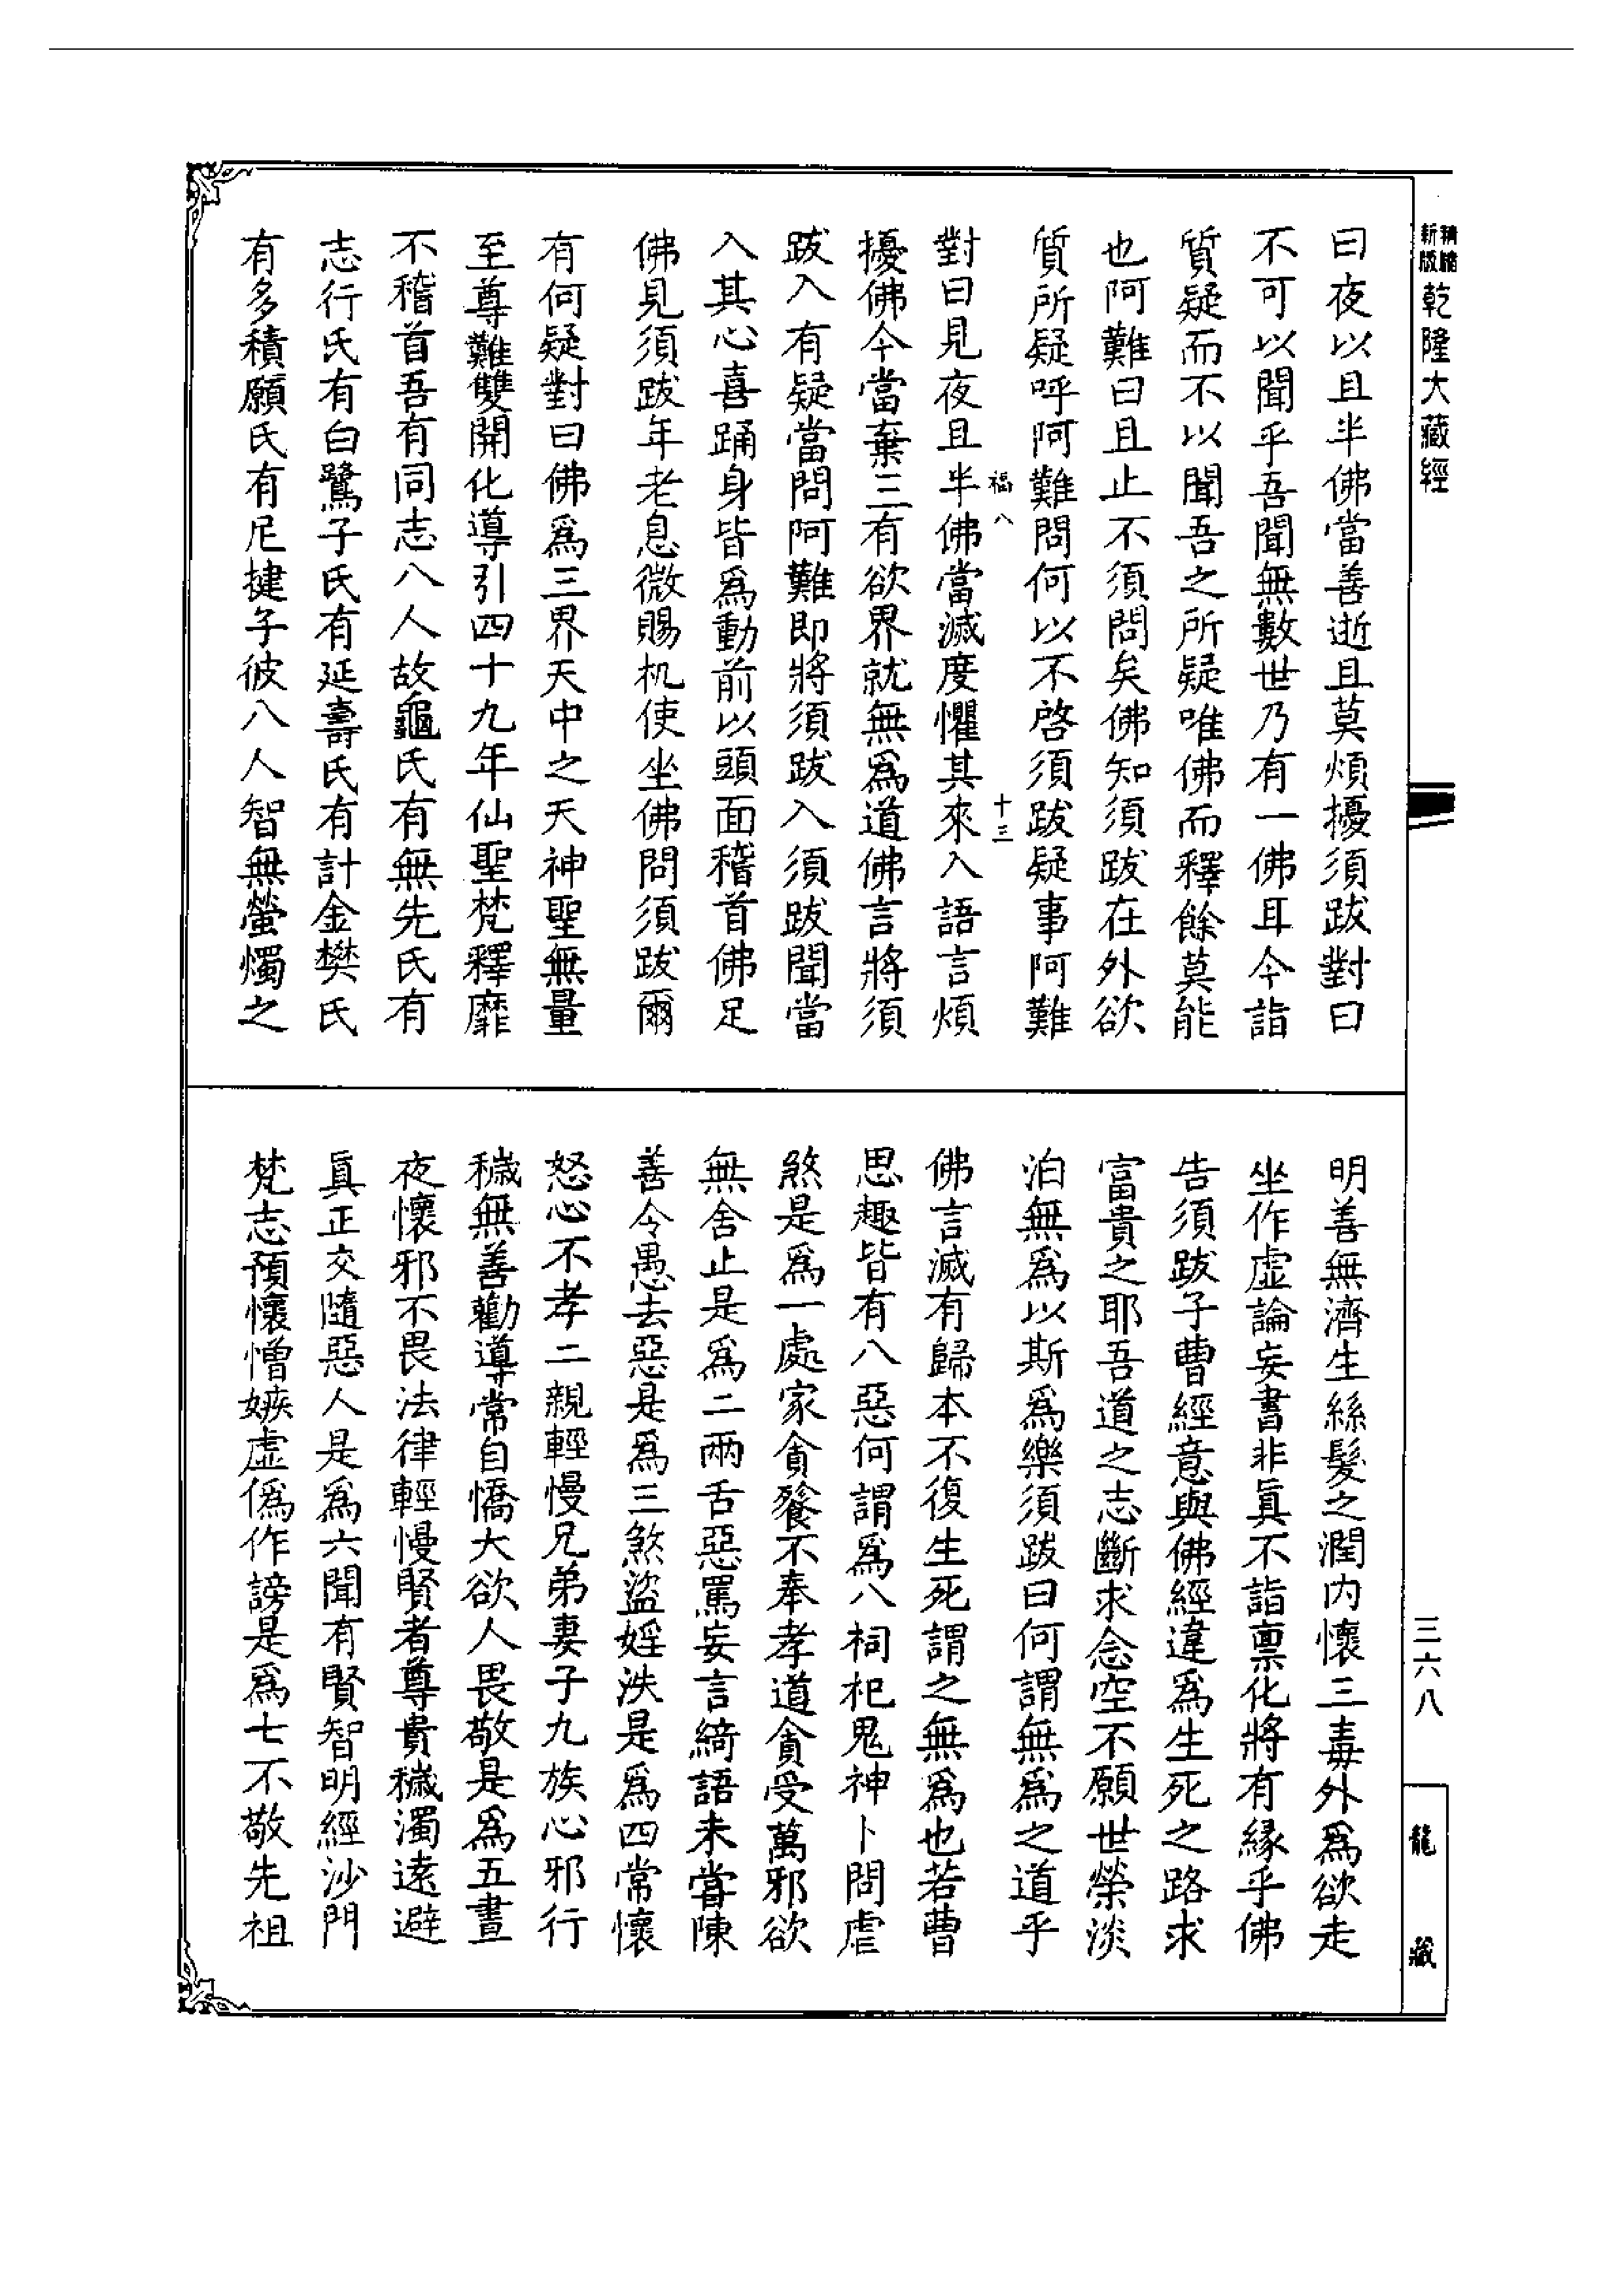 精縮新版乾隆大藏經
曰夜以且半佛當善逝且莫煩擾須跋對曰
不可以聞乎吾聞無數世乃有一佛耳今詣
質疑而不以聞吾之所疑唯佛而釋餘莫能
也阿難曰且止不須問矣佛知須跋在外欲
質所疑呼阿難問何以不啓須跋疑事阿難
福八 十三
對曰見夜且半佛當滅度懼其來入語言煩
擾佛今當棄三有欲界就無爲道佛言將須
跋入有疑當問阿難即將須跋入須跋聞當
入其心喜踊身皆爲動前以頭面稽首佛足
佛見須跋年老息微賜机使坐佛問須跋爾
有何疑對曰佛爲三界天中之天神聖無量
至尊難雙開化導引四十九年仙聖梵釋靡
不稽首吾有同志八人故龜氏有無先氏有
志行氏有白鷺子氏有延壽氏有計金樊氏
有多積願氏有尼揵子彼八人智無螢燭之
明善無濟生絲髮之潤内懷三毒外爲欲走
坐作虛論妄書非眞不詣禀化將有緣乎佛
告須跋子曹經意與佛經違爲生死之路求
富貴之耶吾道之志斷求念空不願世榮淡
泊無爲以斯爲樂須跋曰何謂無爲之道乎
佛言滅有歸本不復生死謂之無爲也若曹
思趣皆有八惡何謂爲八祠祀鬼神卜問虐
煞是爲一處家貪餮不奉孝道貪受萬邪欲
無舍止是爲二兩舌惡罵妄言綺語未嘗陳
善令愚去惡是爲三煞盜婬泆是爲四常懷
怒心不孝二親輕慢兄弟妻子九族心邪行
穢無善勸導常自憍大欲人畏敬是爲五晝
夜懷邪不畏法律輕慢賢者尊貴穢濁遠避
眞正交隨惡人是爲六聞有賢智明經沙門
梵志預懷憎嫉虛僞作謗是爲七不敬先祖
三六八
龍藏